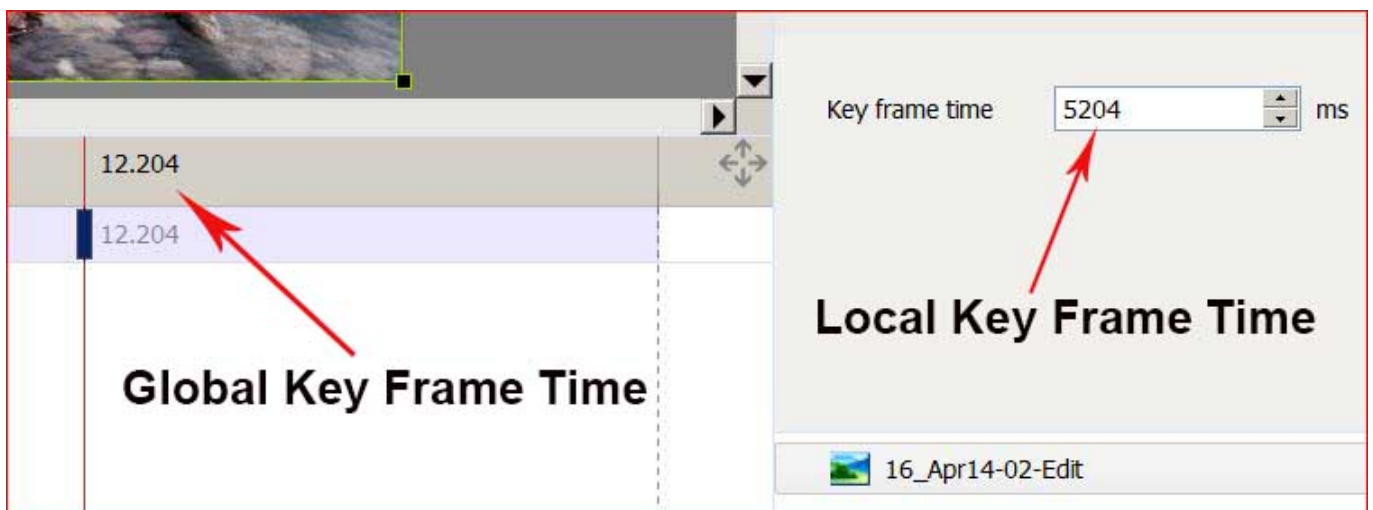 Key frame time 5204 ms
12.204
12.204
Local Key Frame Time
Global Key Frame Time
16_Apr14-02-Edit